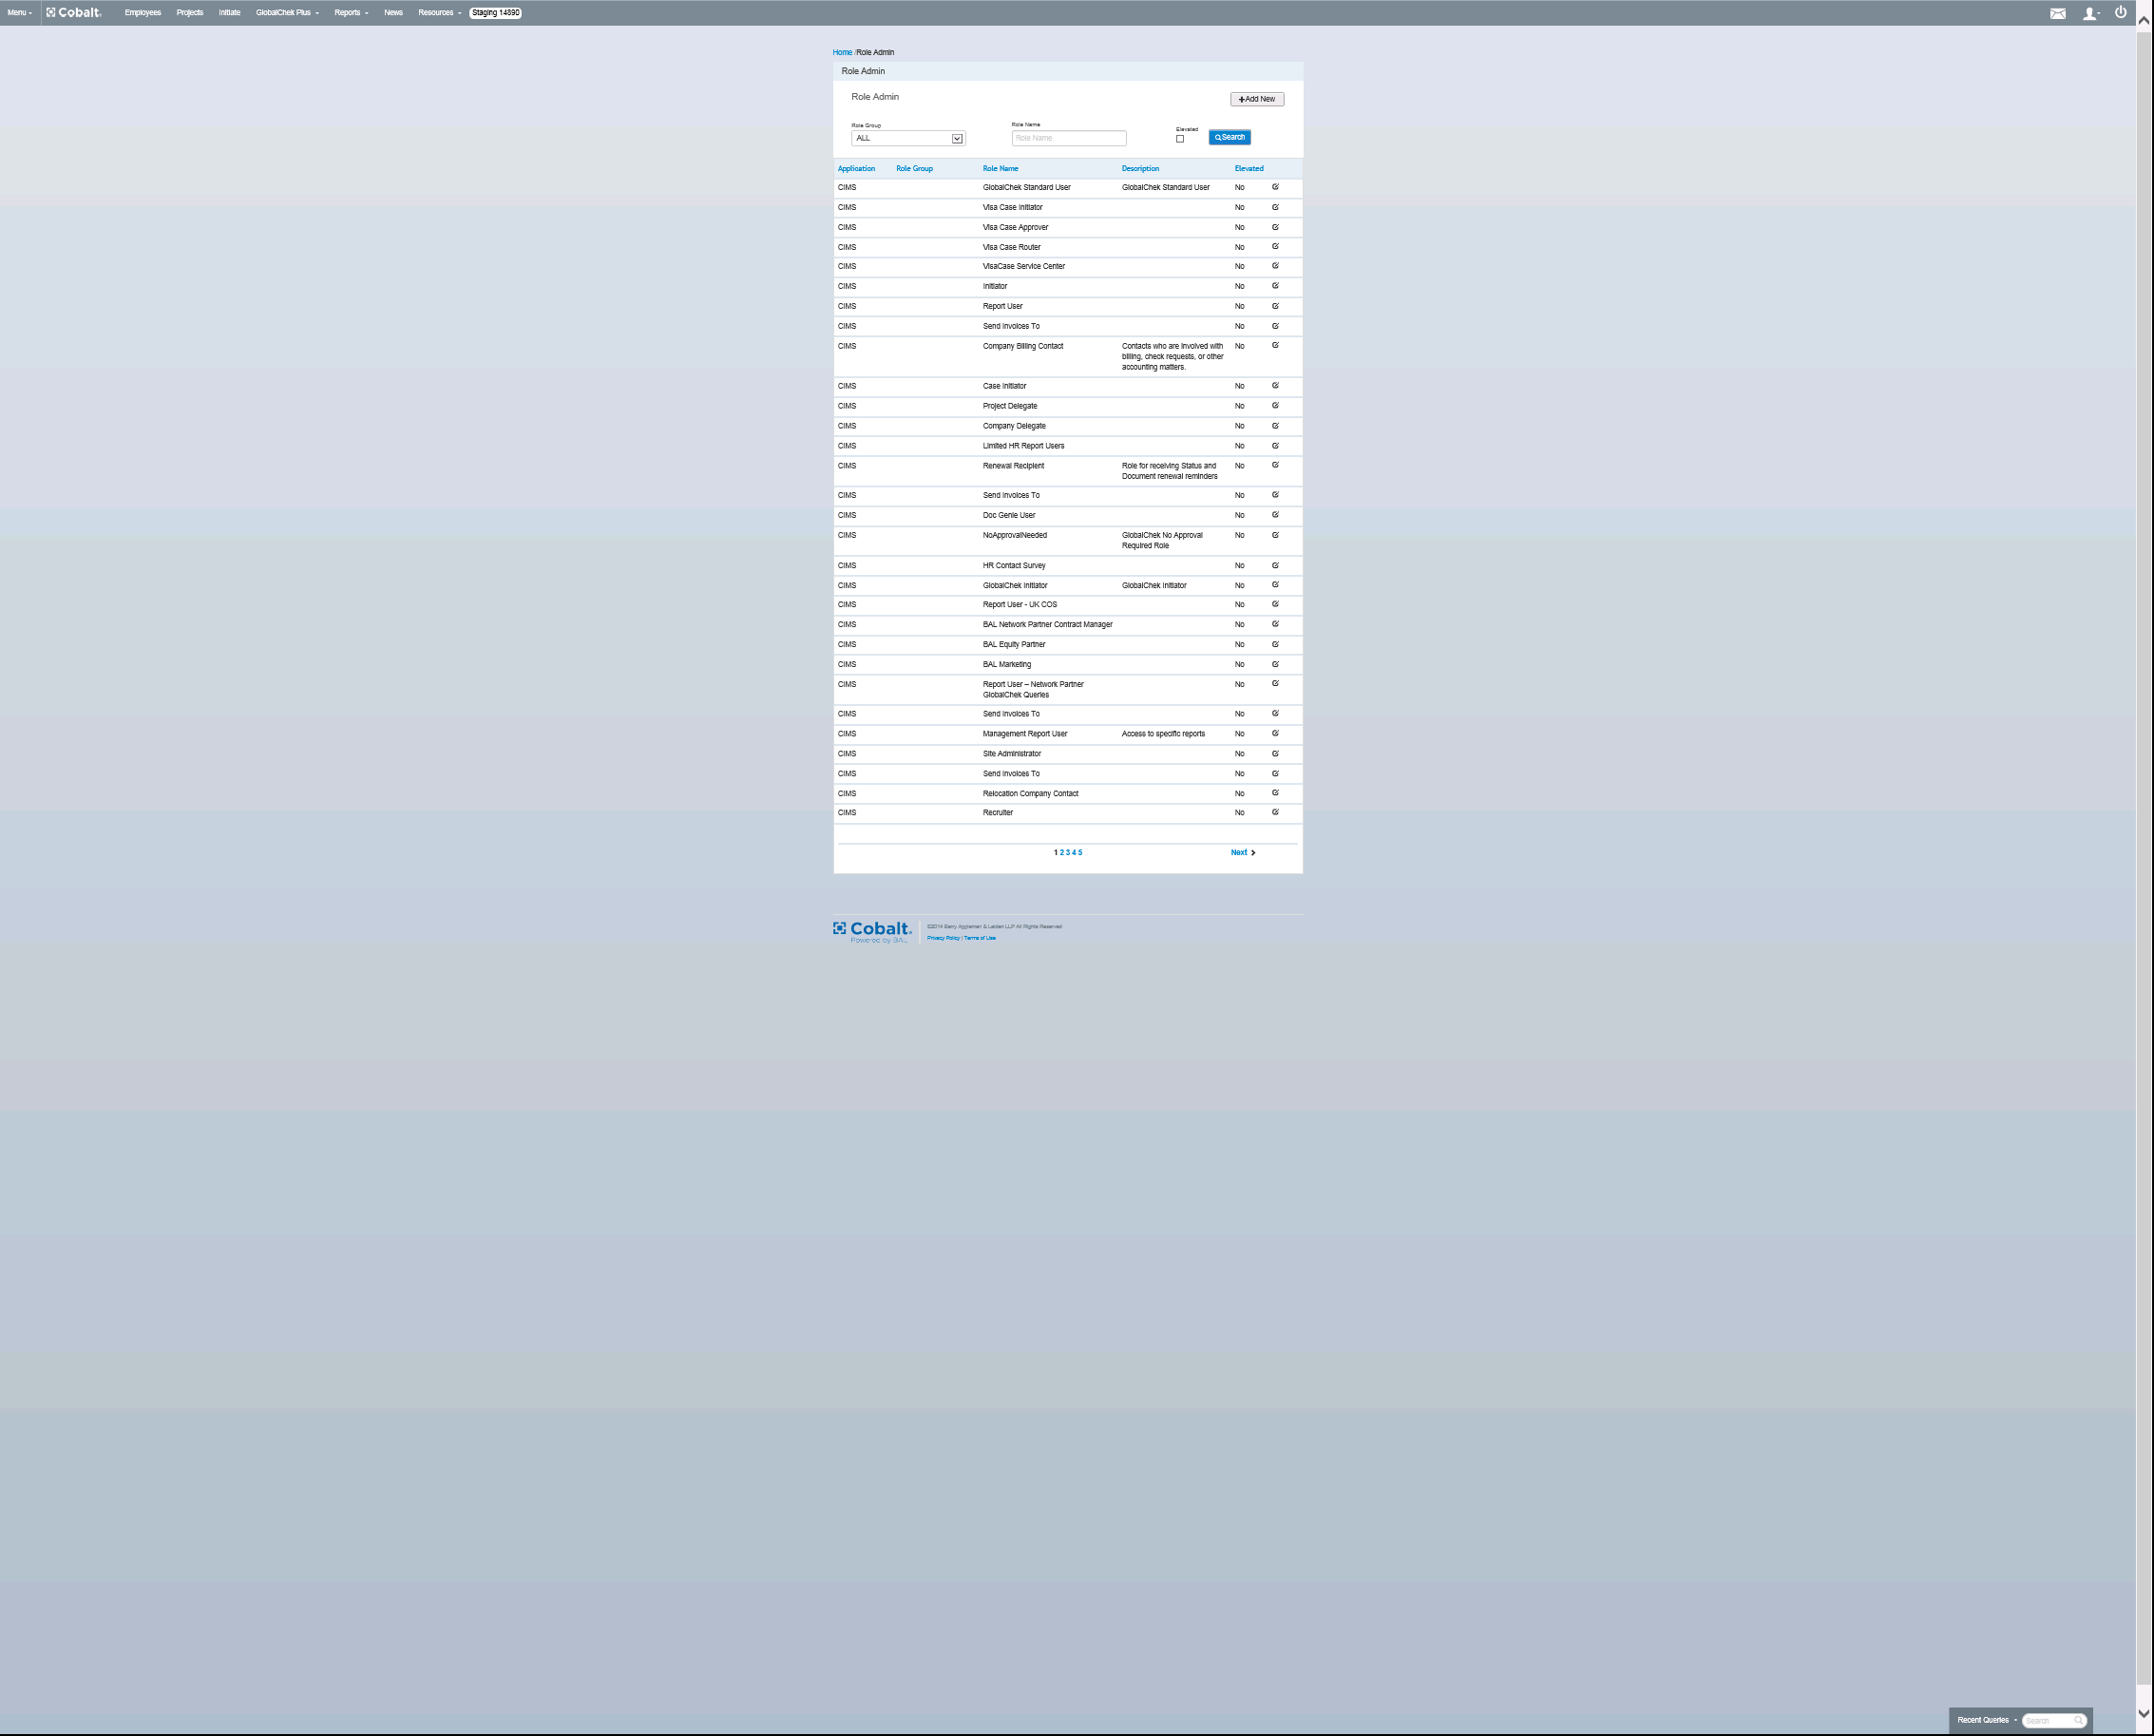 Menu
Cobalt.
Employees Projects Initiate GlobalChek Plus Reports News Resources Staging 14890
Home /Role Admin
Role Admin
Role Admin
+Add New
Role Group Role Name Elevated
ALL Role Name Search
Application Role Group Role Name Description Elevated
CIMS GlobalChek Standard User GlobalChek Standard User No
CIMS Visa Case Initiator No
CIMS Visa Case Approver No
CIMS Visa Case Router No
CIMS VisaCase Service Center No
CIMS Initiator No
CIMS Report User No
CIMS Send Invoices To No
CIMS Company Billing Contact Contacts who are involved with No
billing, check requests, or other
accounting matters.
CIMS Case Initiator No
CIMS Project Delegate No
CIMS Company Delegate No
CIMS Limited HR Report Users No
CIMS Renewal Recipient Role for receiving Status and No
Document renewal reminders
CIMS Send Invoices To No
CIMS Doc Genie User No
CIMS NoApprovalNeeded GlobalChek No Approval No
Required Role
CIMS HR Contact Survey No
CIMS GlobalChek Initiator GlobalChek Initiator No
CIMS Report User - UK COS No
CIMS BAL Network Partner Contract Manager No
CIMS BAL Equity Partner No
CIMS BAL Marketing No
CIMS Report User – Network Partner No
GlobalChek Queries
CIMS Send Invoices To No
CIMS Management Report User Access to specific reports No
CIMS Site Administrator No
CIMS Send Invoices To No
CIMS Relocation Company Contact No
CIMS Recruiter No
1 2 3 4 5 Next
Cobalt.
Powered by BAL
©2014 Berry Appleman & Leiden LLP All Rights Reserved
Privacy Policy | Terms of Use
Recent Queries Search